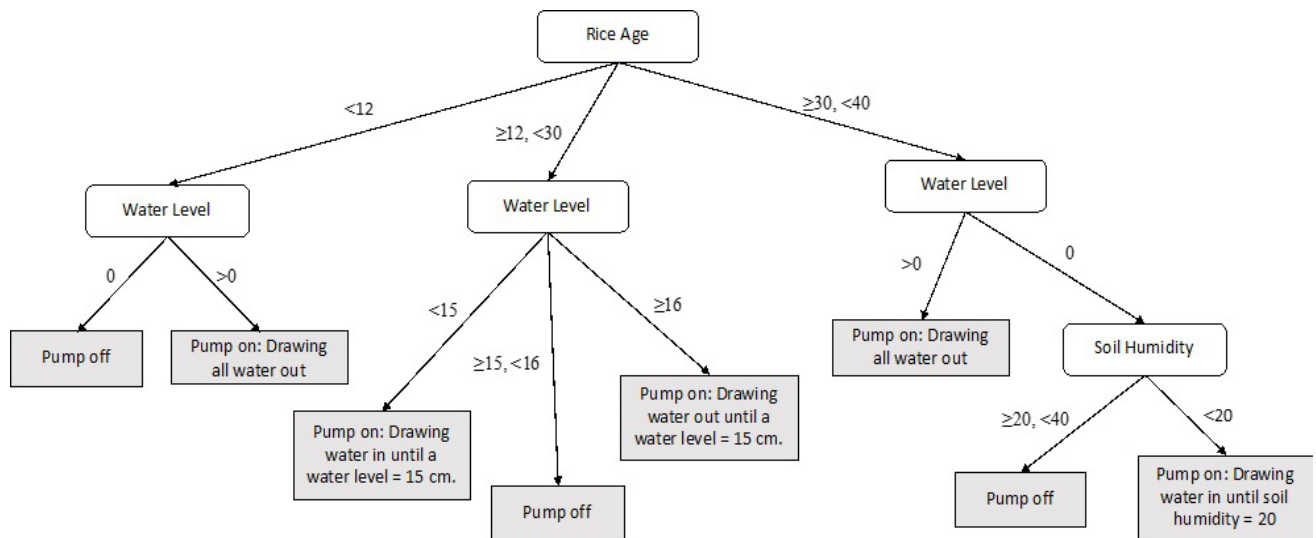 Rice Age
<12
≥12, <30
≥30, <40
Water Level
Water Level
Water Level
0
>0
<15
≥15, <16
≥16
>0
0
Pump off
Pump on: Drawing
all water out
Pump on: Drawing
water in until a
water level = 15 cm.
Pump off
Pump on: Drawing
water out until a
water level = 15 cm.
Pump on: Drawing
all water out
Soil Humidity
≥20, <40
<20
Pump off
Pump on: Drawing
water in until soil
humidity = 20